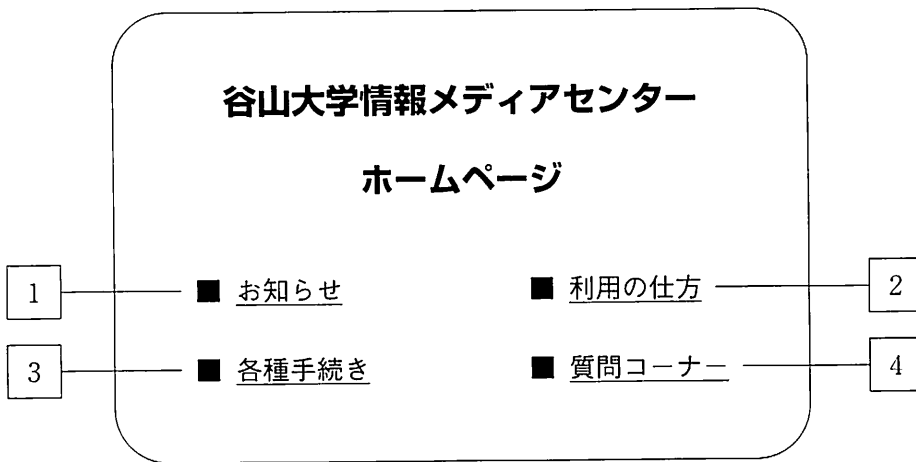 谷山大学情報メディアセンター
ホームページ
1 ■ お知らせ ■ 利用の仕方 2
3 ■ 各種手続き ■ 質問コーナー 4